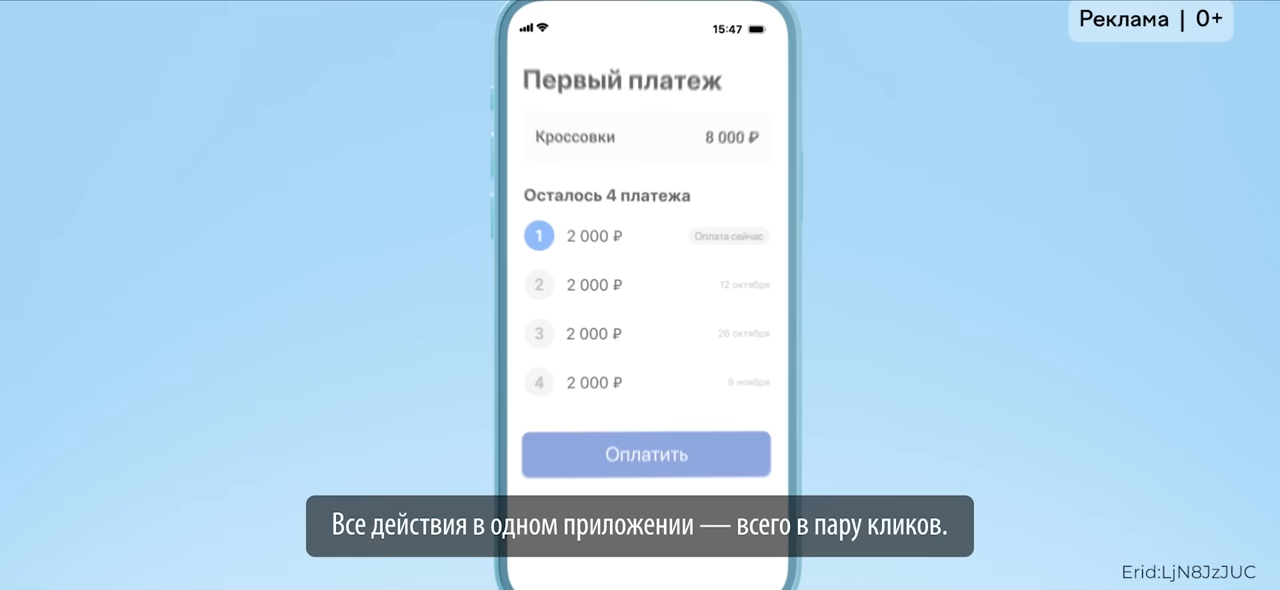 Реклама | 0+
15:47
Первый платеж
Кроссовки 8 000 ₽
Осталось 4 платежа
1 2 000 ₽ Оплата сейчас
2 2 000 ₽ 12 октября
3 2 000 ₽ 26 октября
4 2 000 ₽ 9 ноября
Оплатить
Все действия в одном приложении — всего в пару кликов.
Erid:LjN8JzJUC